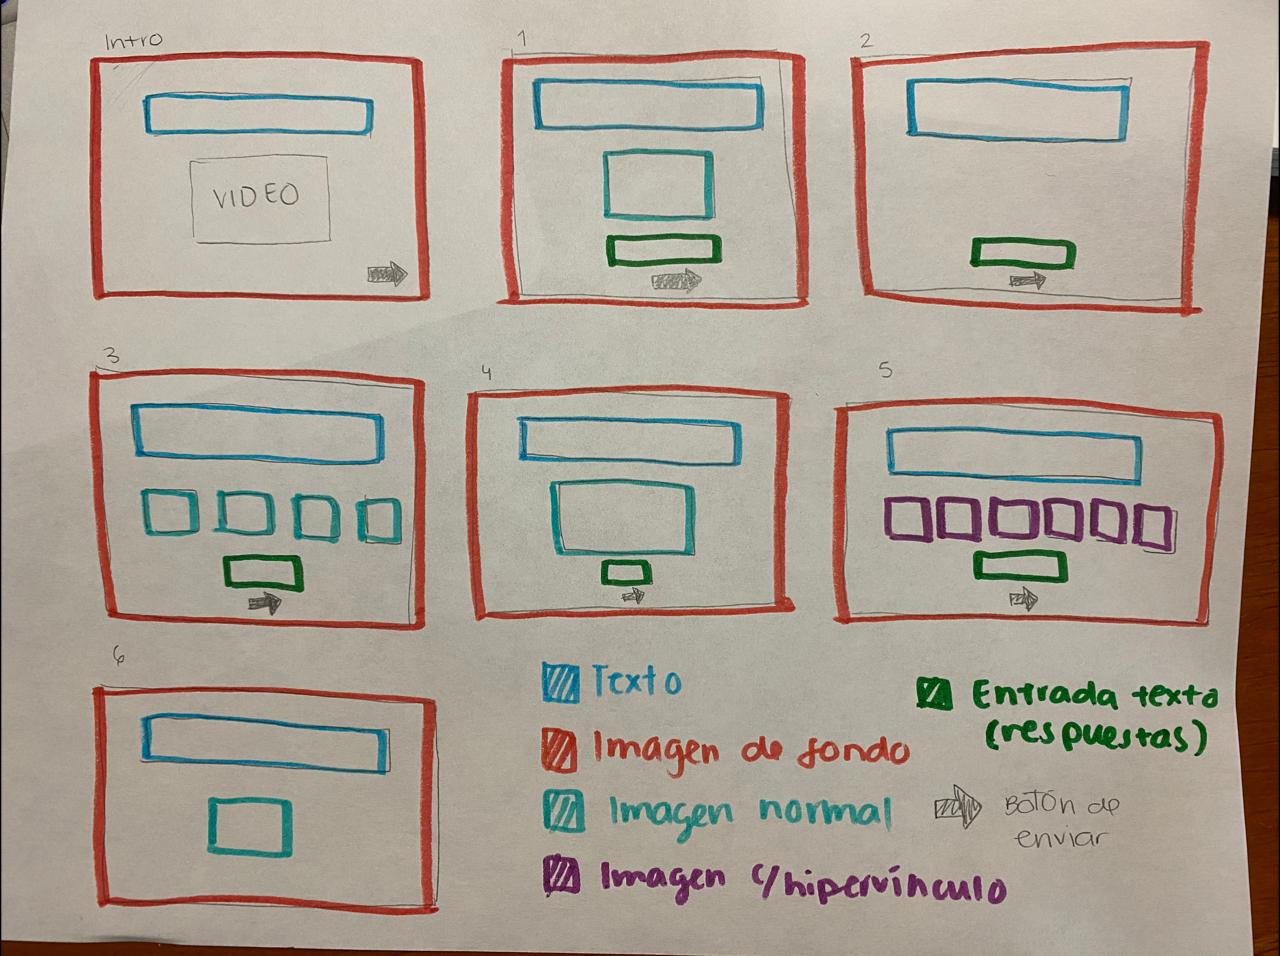 Intro
1
2
VIDEO
3
4
5
6
Texto
Imagen de fondo
Imagen normal
Imagen c/hipervínculo
Entrada texto
(respuestas)
Botón de
enviar